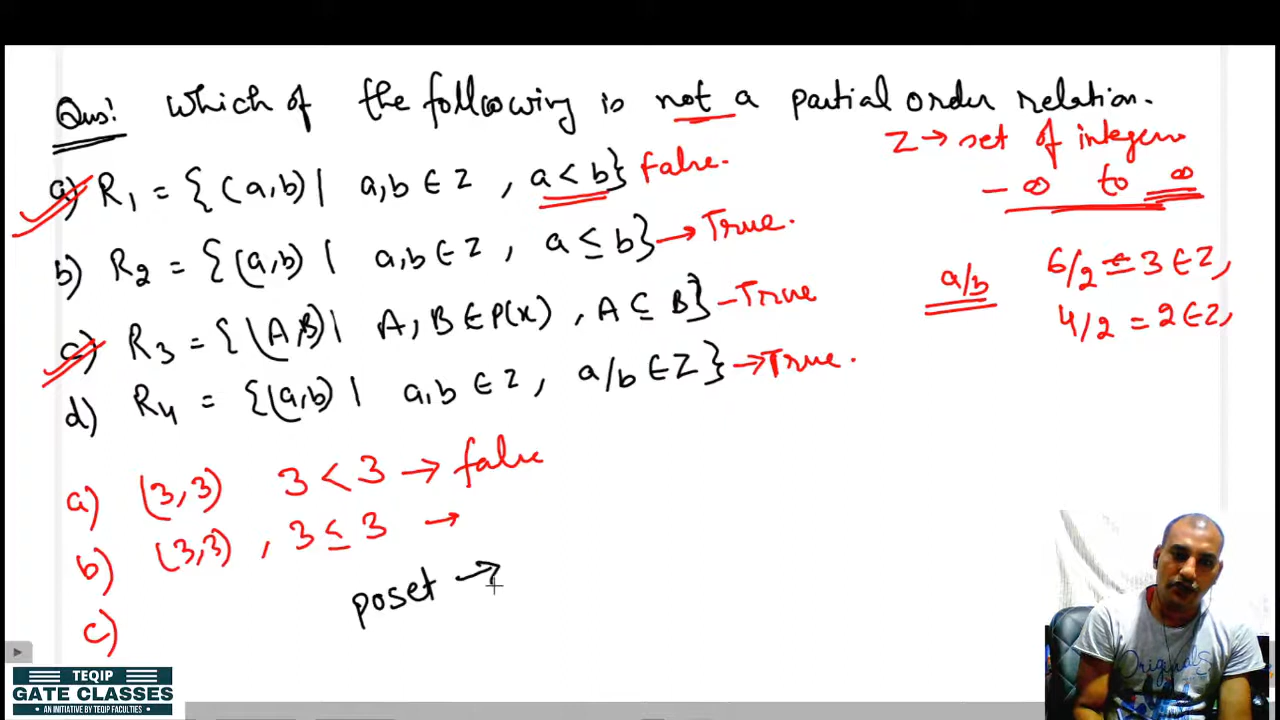 Ques: Which of the following is not a partial order relation.
Z → set of integers
- ∞ to ∞
a) R₁ = {(a,b) | a,b ∈ Z , a < b} false.
b) R₂ = {(a,b) | a,b ∈ Z , a ≤ b} → True.
a/b 6/2 = 3 ∈ Z,
4/2 = 2 ∈ Z,
c) R₃ = {(A,B) | A, B ∈ P(x) , A ⊆ B} - True
d) R₄ = {(a,b) | a,b ∈ Z , a/b ∈ Z} → True.
a) (3,3) 3 < 3 → false
b) (3,3) , 3 ≤ 3 →
poset →
c)
TEQIP
GATE CLASSES
AN INITIATIVE BY TEQIP FACULTIES
Originals